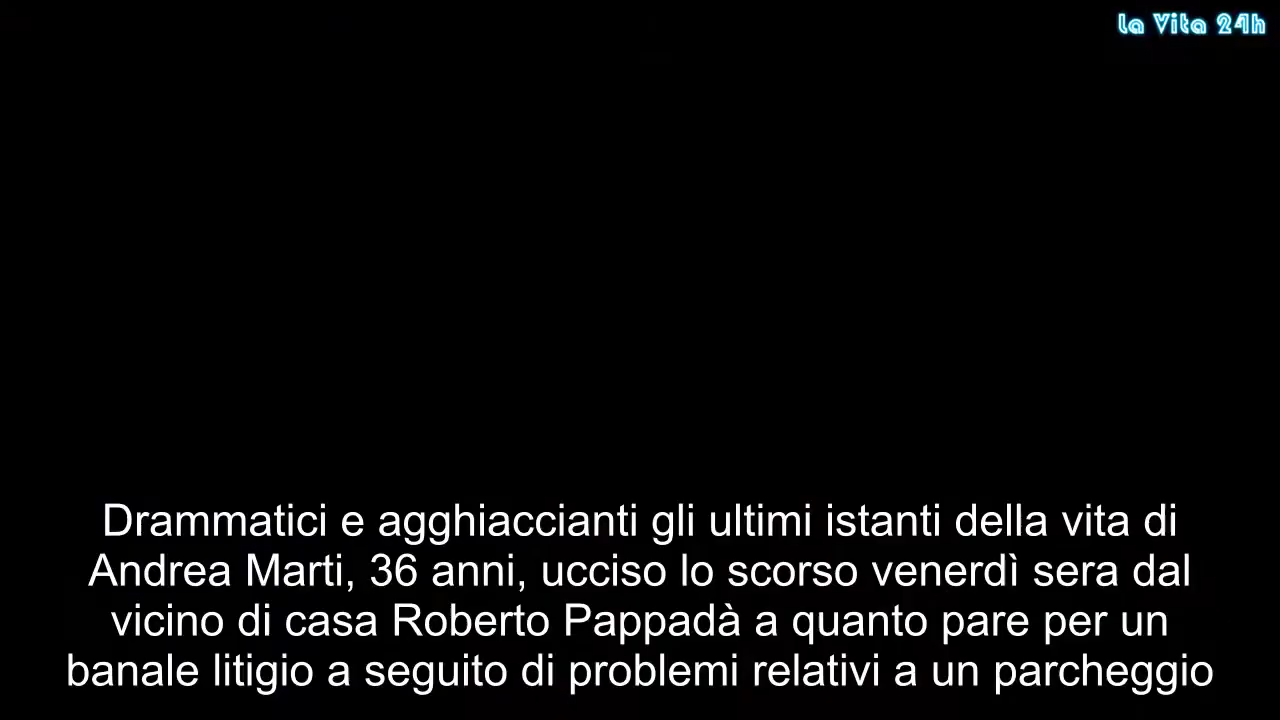 La Vita 24h
Drammatici e agghiaccianti gli ultimi istanti della vita di
Andrea Marti, 36 anni, ucciso lo scorso venerdì sera dal
vicino di casa Roberto Pappadà a quanto pare per un
banale litigio a seguito di problemi relativi a un parcheggio